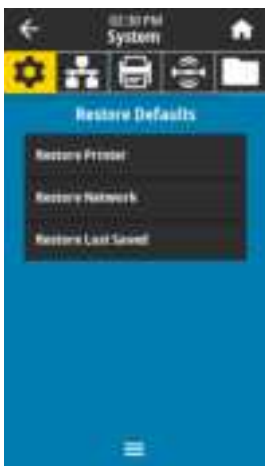 02:30 PM
System
Restore Defaults
Restore Printer
Restore Network
Restore Last Saved